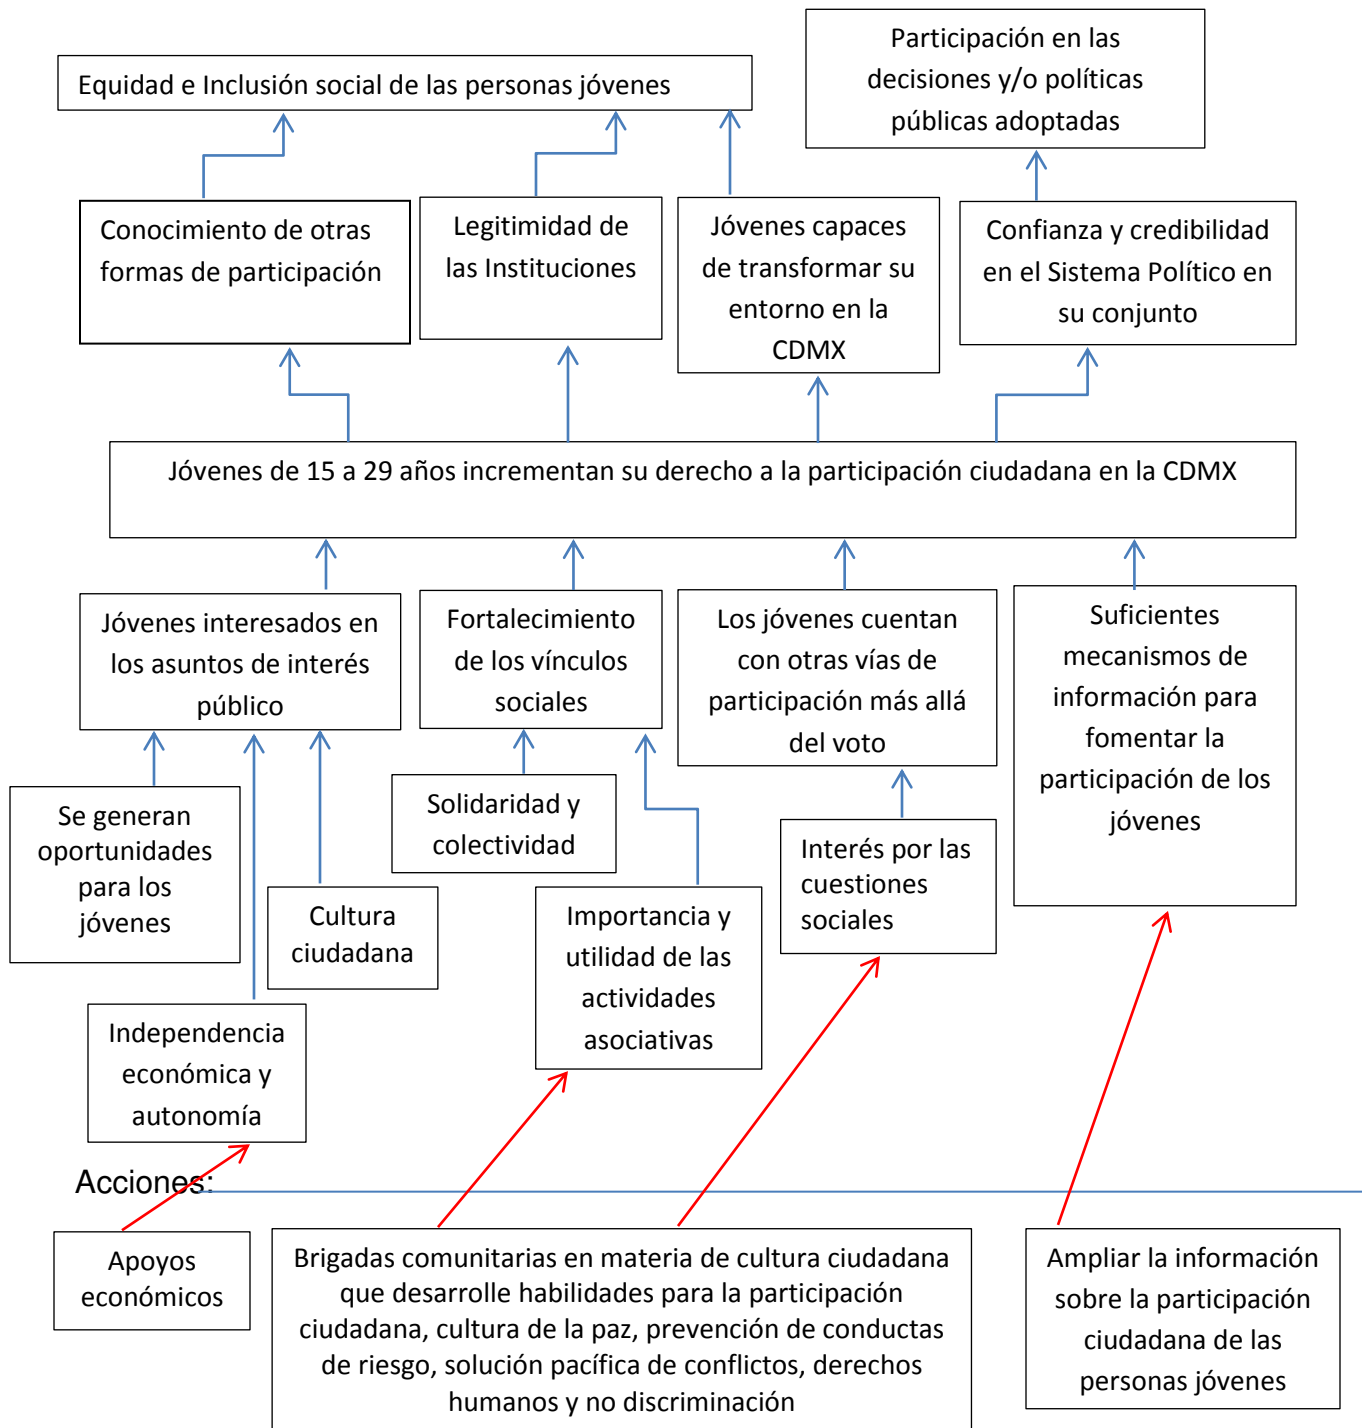 Equidad e Inclusión social de las personas jóvenes
Participación en las
decisiones y/o políticas
públicas adoptadas
Conocimiento de otras
formas de participación
Legitimidad de
las Instituciones
Jóvenes capaces
de transformar su
entorno en la
CDMX
Confianza y credibilidad
en el Sistema Político en
su conjunto
Jóvenes de 15 a 29 años incrementan su derecho a la participación ciudadana en la CDMX
Jóvenes interesados en
los asuntos de interés
público
Fortalecimiento
de los vínculos
sociales
Los jóvenes cuentan
con otras vías de
participación más allá
del voto
Suficientes
mecanismos de
información para
fomentar la
participación de los
jóvenes
Se generan
oportunidades
para los
jóvenes
Solidaridad y
colectividad
Interés por las
cuestiones
sociales
Cultura
ciudadana
Importancia y
utilidad de las
actividades
asociativas
Independencia
económica y
autonomía
Acciones:
Apoyos
económicos
Brigadas comunitarias en materia de cultura ciudadana
que desarrolle habilidades para la participación
ciudadana, cultura de la paz, prevención de conductas
de riesgo, solución pacífica de conflictos, derechos
humanos y no discriminación
Ampliar la información
sobre la participación
ciudadana de las
personas jóvenes